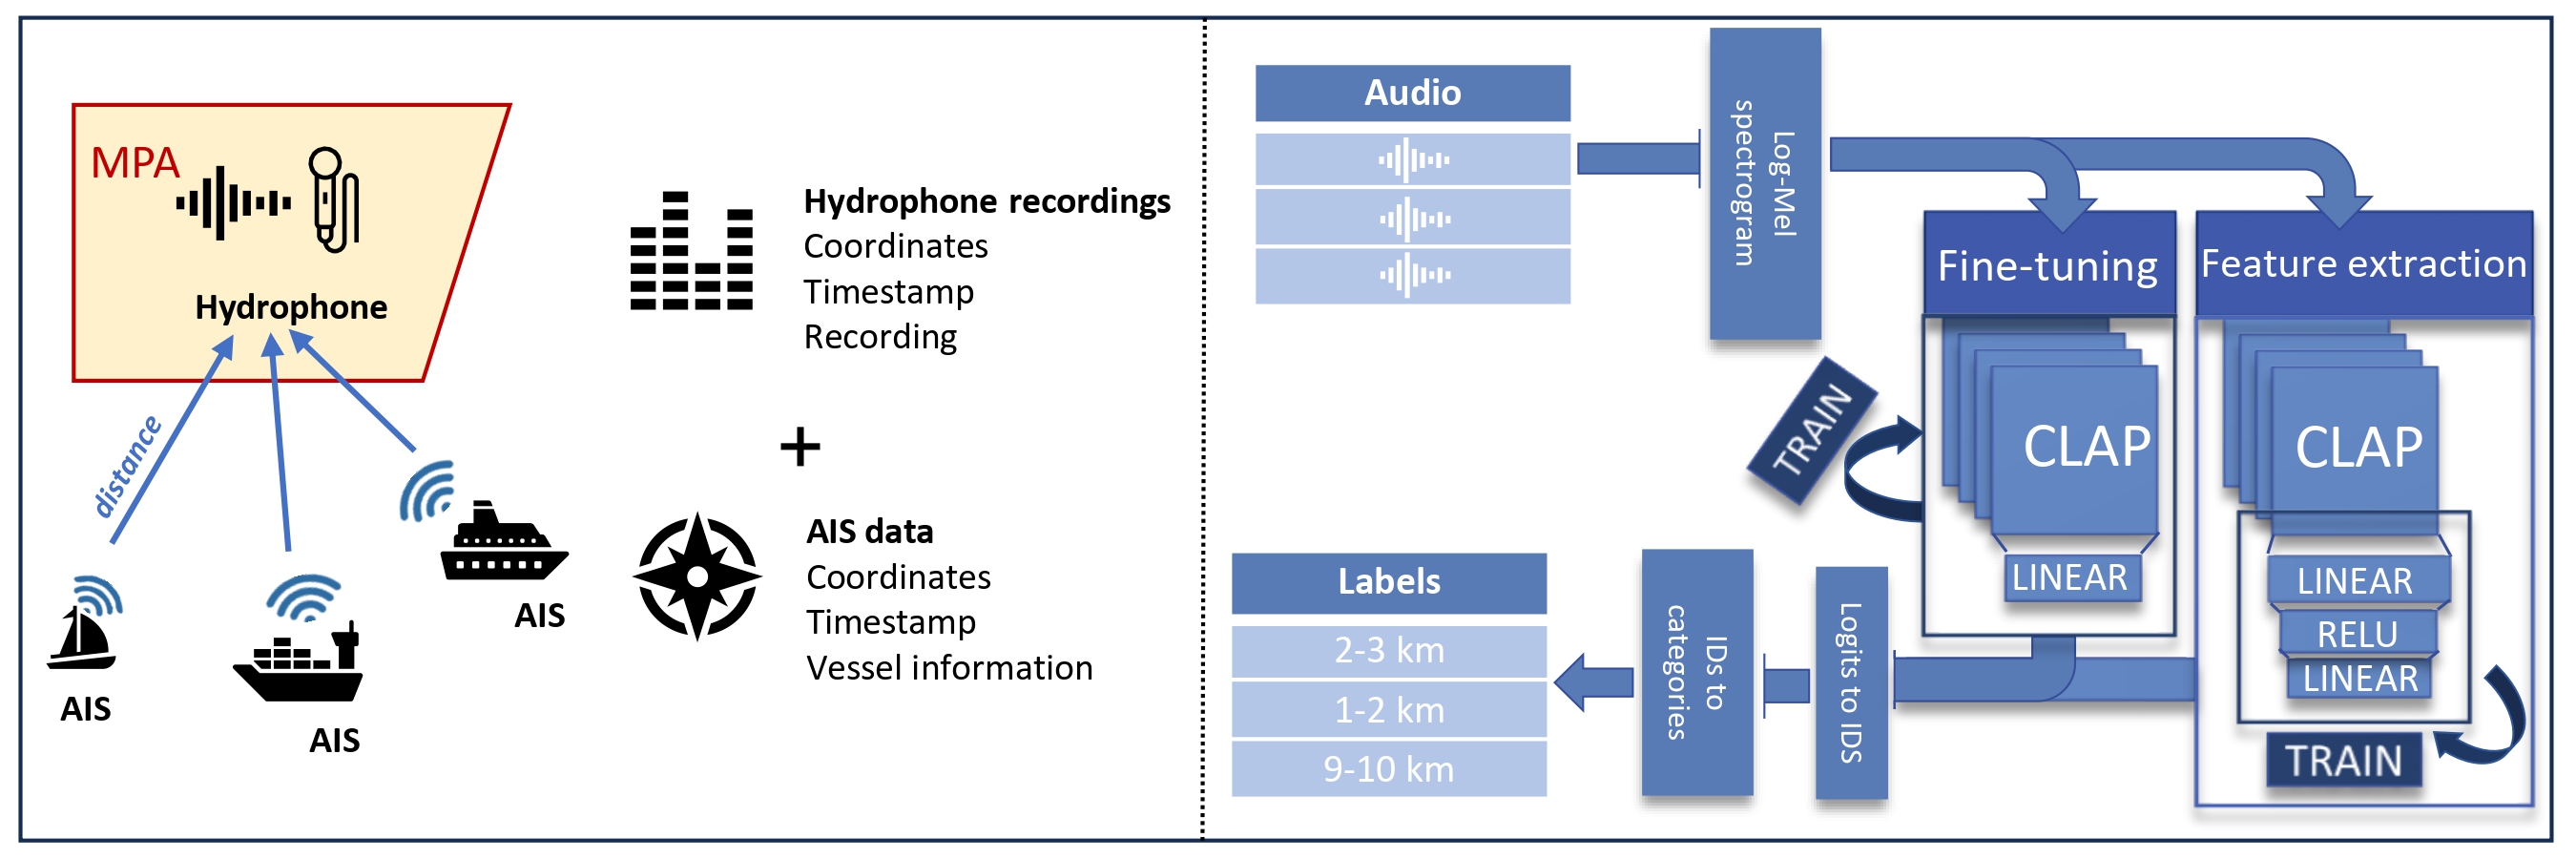 MPA
Hydrophone
distance
AIS
AIS
AIS
Hydrophone recordings
Coordinates
Timestamp
Recording
+
AIS data
Coordinates
Timestamp
Vessel information
Audio
Log-Mel
spectrogram
Fine-tuning
Feature extraction
TRAIN
CLAP
LINEAR
CLAP
LINEAR
RELU
LINEAR
TRAIN
Logits to IDS
IDs to
categories
Labels
2-3 km
1-2 km
9-10 km